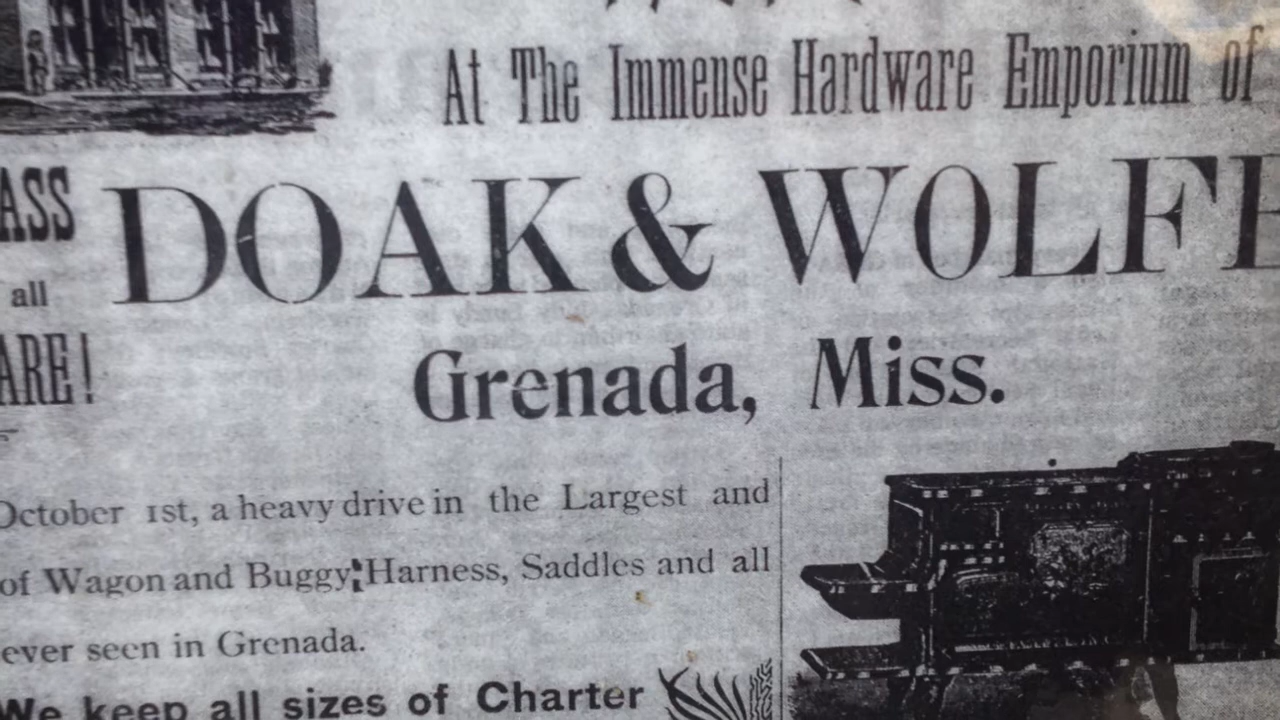 At The Immense Hardware Emporium of
ASS
DOAK & WOLFE
all
ARE!
Grenada, Miss.
October 1st, a heavy drive in the Largest and
of Wagon and Buggy Harness, Saddles and all
ever seen in Grenada.
We keep all sizes of Charter